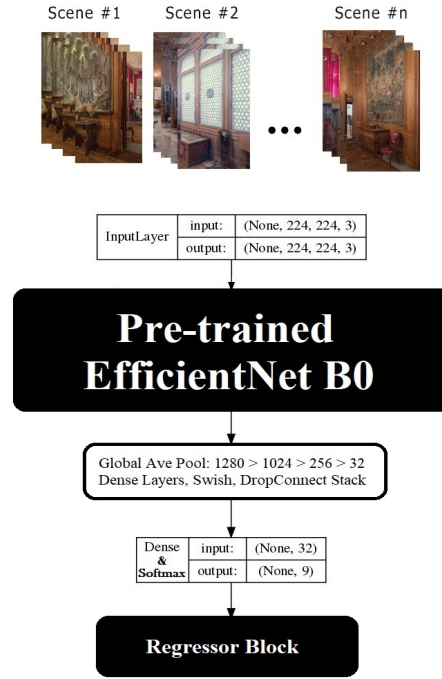 Scene #1 Scene #2 Scene #n
InputLayer
input: (None, 224, 224, 3)
output: (None, 224, 224, 3)
Pre-trained
EfficientNet B0
Global Ave Pool: 1280 > 1024 > 256 > 32
Dense Layers, Swish, DropConnect Stack
Dense
&
Softmax
input: (None, 32)
output: (None, 9)
Regressor Block